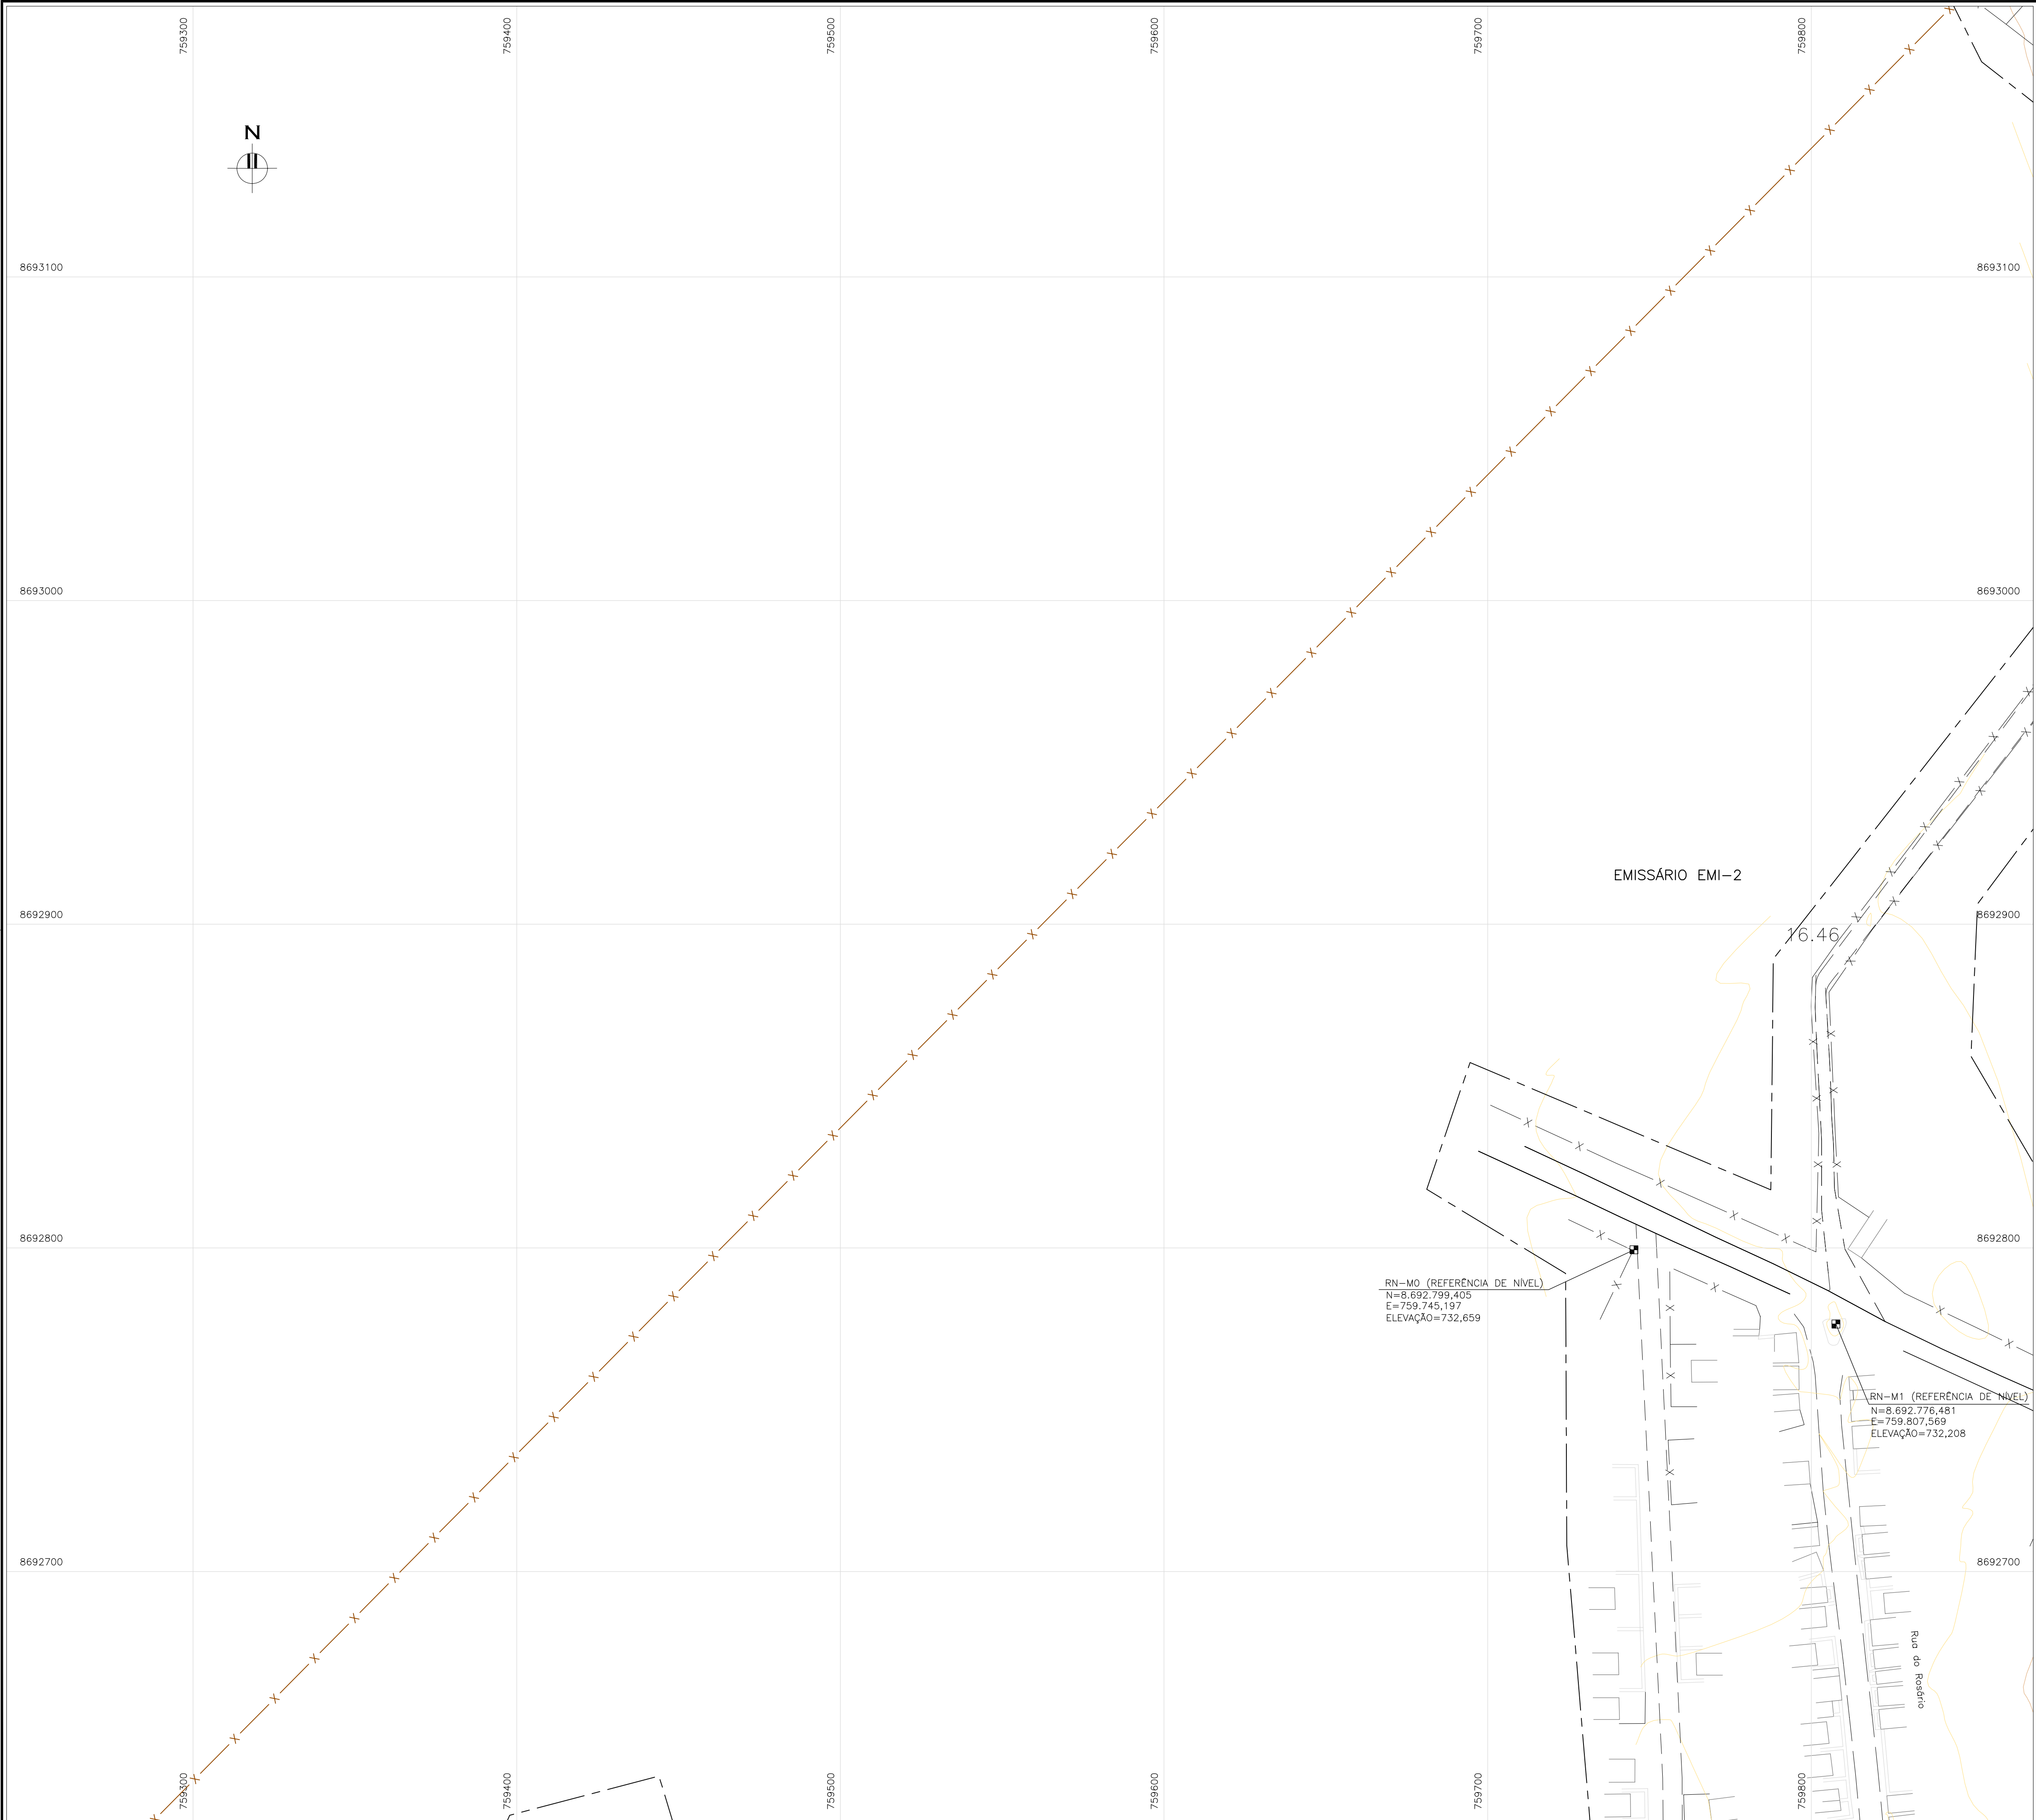 759300
759400
759500
759600
759700
759800
N
8693100
8693100
8693000
8693000
EMISSÁRIO EMI-2
8692900
8692900
16.46
8692800
8692800
RN-M0 (REFERÊNCIA DE NÍVEL)
N=8.692.799,405
E=759.745,197
ELEVAÇÃO=732,659
RN-M1 (REFERÊNCIA DE NÍVEL)
N=8.692.776,481
E=759.807,569
ELEVAÇÃO=732,208
8692700
8692700
Rua do Rosário
759300
759400
759500
759600
759700
759800